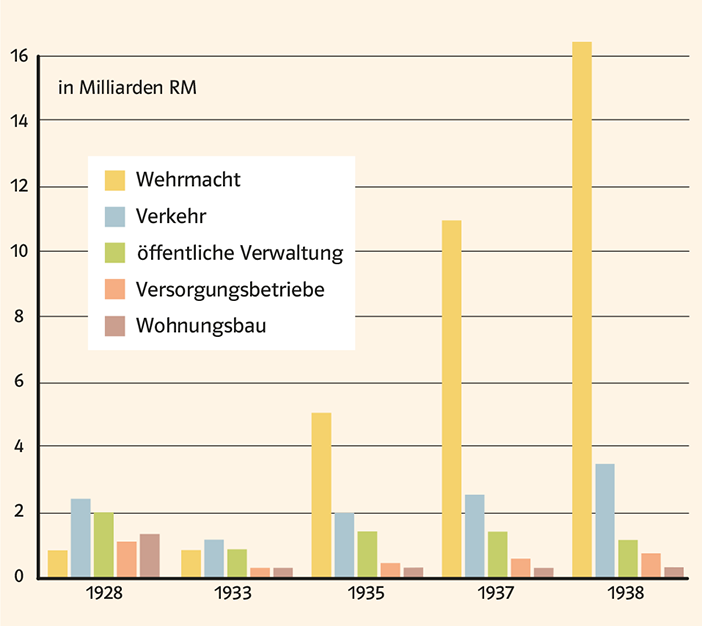 16
in Milliarden RM
14
12
10
8
6
4
2
0
Wehrmacht
Verkehr
öffentliche Verwaltung
Versorgungsbetriebe
Wohnungsbau
1928 1933 1935 1937 1938